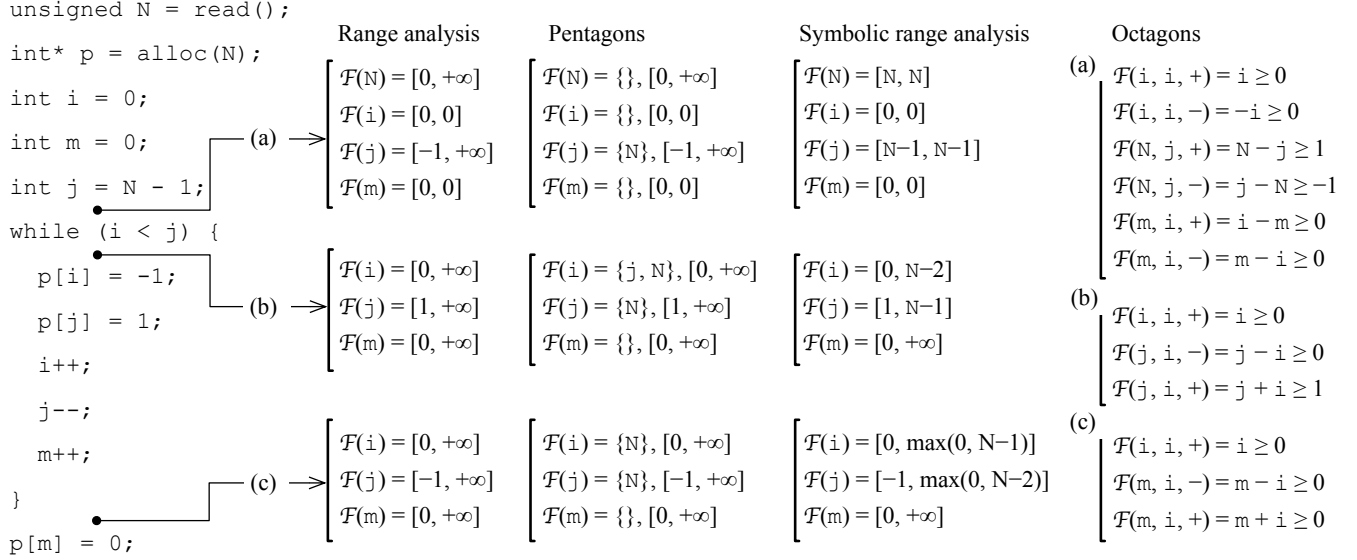 unsigned N = read();
int* p = alloc(N);
int i = 0;
int m = 0;
int j = N - 1;
while (i < j) {
p[i] = -1;
p[j] = 1;
i++;
j--;
m++;
}
p[m] = 0;
(a)
(b)
(c)
Range analysis
F(N) = [0, +∞]
F(i) = [0, 0]
F(j) = [−1, +∞]
F(m) = [0, 0]
F(i) = [0, +∞]
F(j) = [1, +∞]
F(m) = [0, +∞]
F(i) = [0, +∞]
F(j) = [−1, +∞]
F(m) = [0, +∞]
Pentagons
F(N) = {}, [0, +∞]
F(i) = {}, [0, 0]
F(j) = {N}, [−1, +∞]
F(m) = {}, [0, 0]
F(i) = {j, N}, [0, +∞]
F(j) = {N}, [1, +∞]
F(m) = {}, [0, +∞]
F(i) = {N}, [0, +∞]
F(j) = {N}, [−1, +∞]
F(m) = {}, [0, +∞]
Symbolic range analysis
F(N) = [N, N]
F(i) = [0, 0]
F(j) = [N−1, N−1]
F(m) = [0, 0]
F(i) = [0, N−2]
F(j) = [1, N−1]
F(m) = [0, +∞]
F(i) = [0, max(0, N−1)]
F(j) = [−1, max(0, N−2)]
F(m) = [0, +∞]
Octagons
(a)
F(i, i, +) = i ≥ 0
F(i, i, −) = −i ≥ 0
F(N, j, +) = N − j ≥ 1
F(N, j, −) = j − N ≥ −1
F(m, i, +) = i − m ≥ 0
F(m, i, −) = m − i ≥ 0
(b)
F(i, i, +) = i ≥ 0
F(j, i, −) = j − i ≥ 0
F(j, i, +) = j + i ≥ 1
(c)
F(i, i, +) = i ≥ 0
F(m, i, −) = m − i ≥ 0
F(m, i, +) = m + i ≥ 0